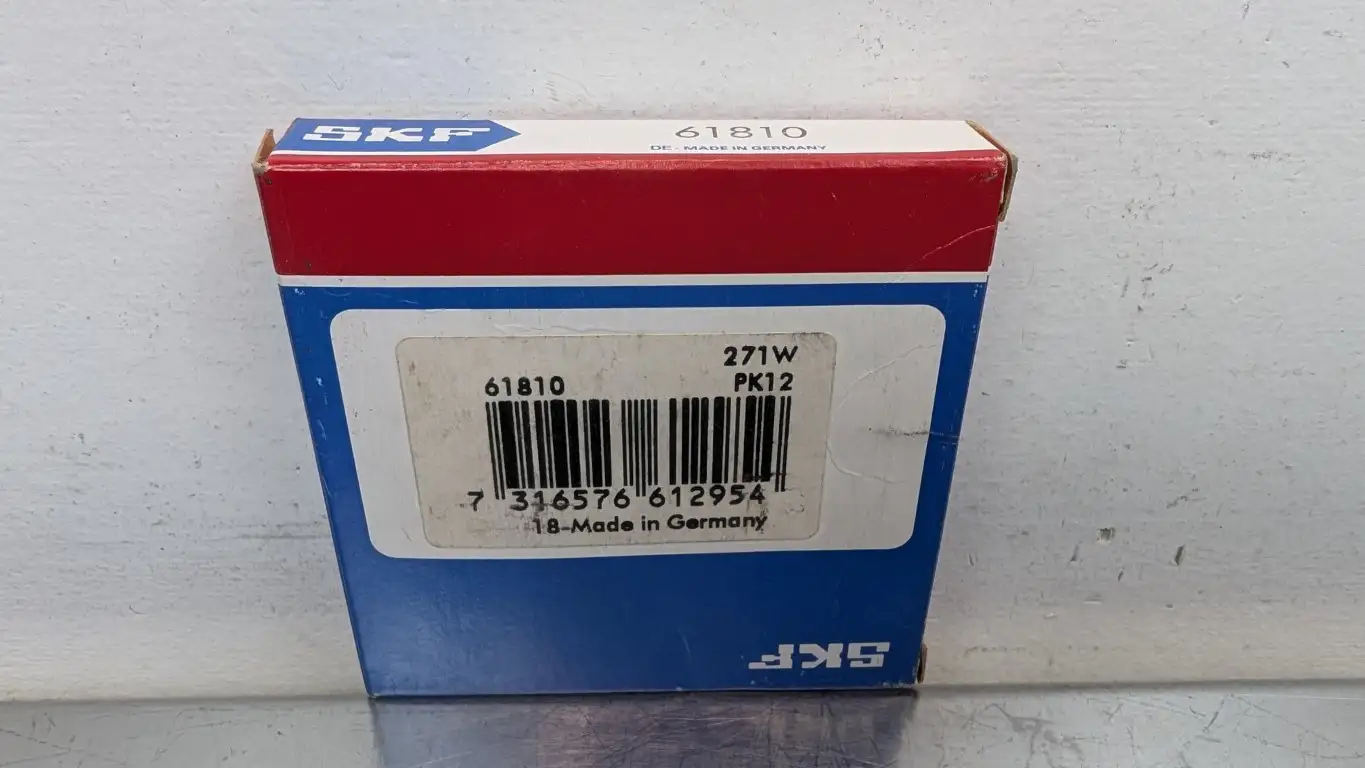 SKF
61810
DE - MADE IN GERMANY
271W
61810
PK12
7 316576 612954
18-Made in Germany
SKF